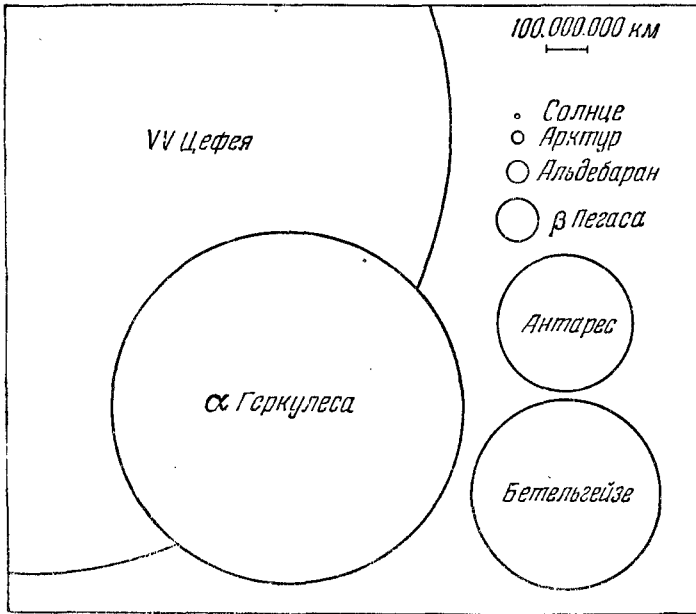 100.000.000 км
VV Цефея
Солнце
Арктур
Альдебаран
β Пегаса
Антарес
α Геркулеса
Бетельгейзе